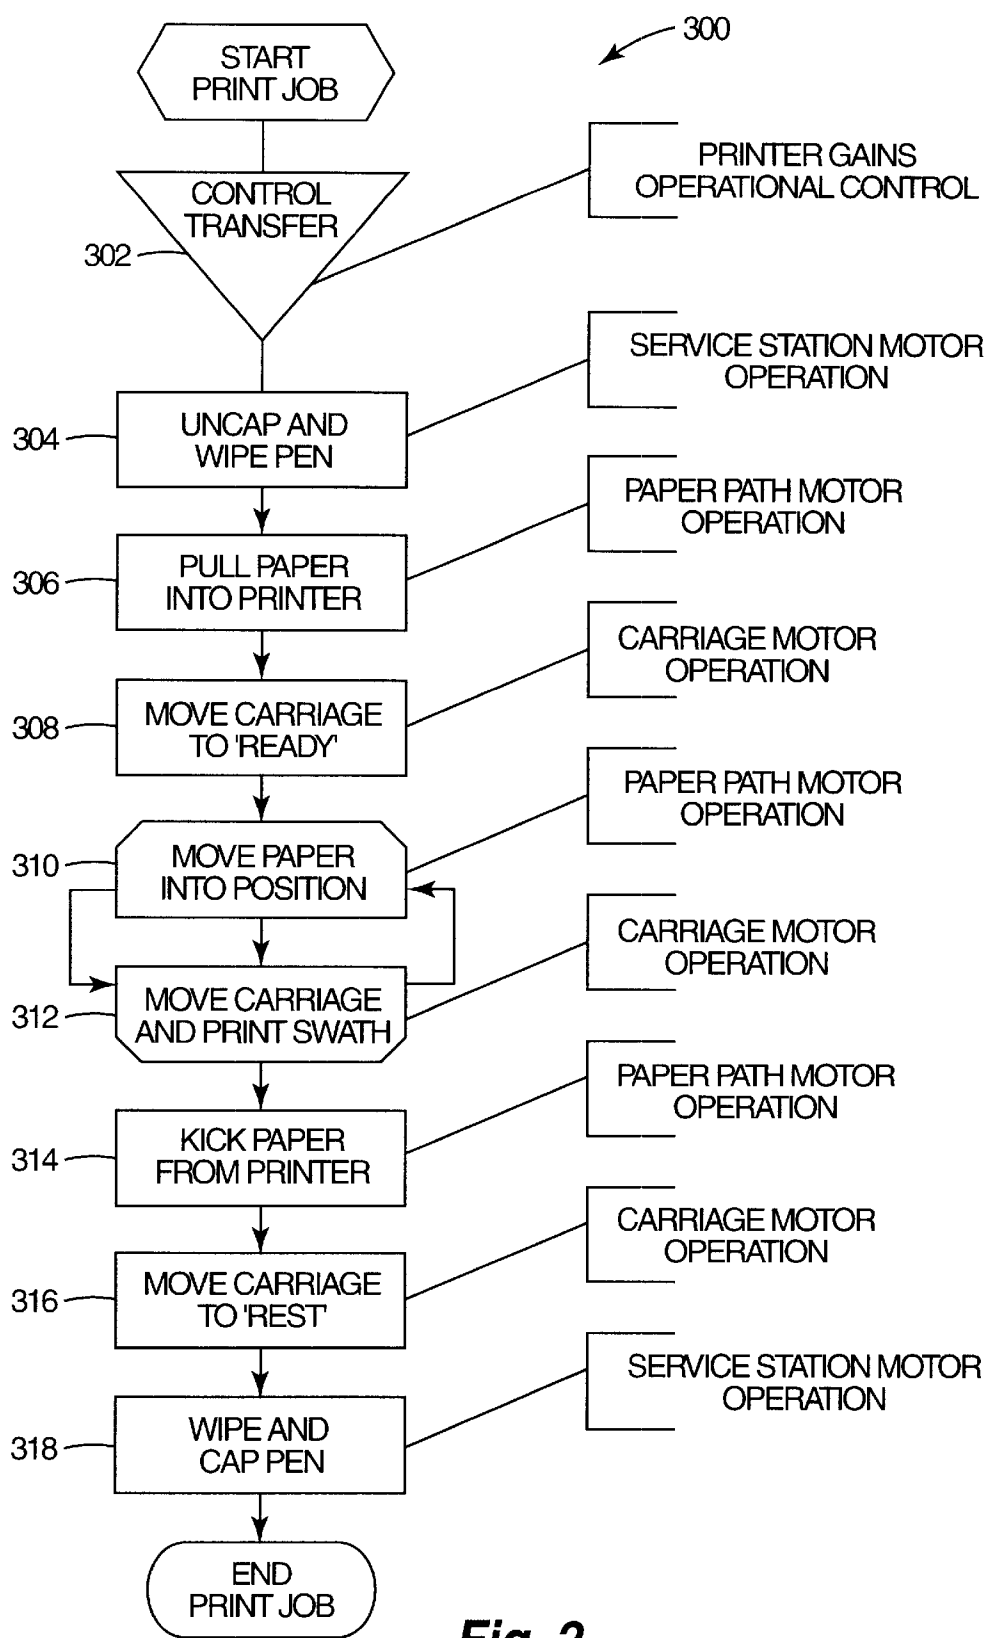 300
START
PRINT JOB
CONTROL
TRANSFER
302
PRINTER GAINS
OPERATIONAL CONTROL
304
UNCAP AND
WIPE PEN
SERVICE STATION MOTOR
OPERATION
306
PULL PAPER
INTO PRINTER
PAPER PATH MOTOR
OPERATION
308
MOVE CARRIAGE
TO 'READY'
CARRIAGE MOTOR
OPERATION
310
MOVE PAPER
INTO POSITION
PAPER PATH MOTOR
OPERATION
312
MOVE CARRIAGE
AND PRINT SWATH
CARRIAGE MOTOR
OPERATION
314
KICK PAPER
FROM PRINTER
PAPER PATH MOTOR
OPERATION
316
MOVE CARRIAGE
TO 'REST'
CARRIAGE MOTOR
OPERATION
318
WIPE AND
CAP PEN
SERVICE STATION MOTOR
OPERATION
END
PRINT JOB
Fig.